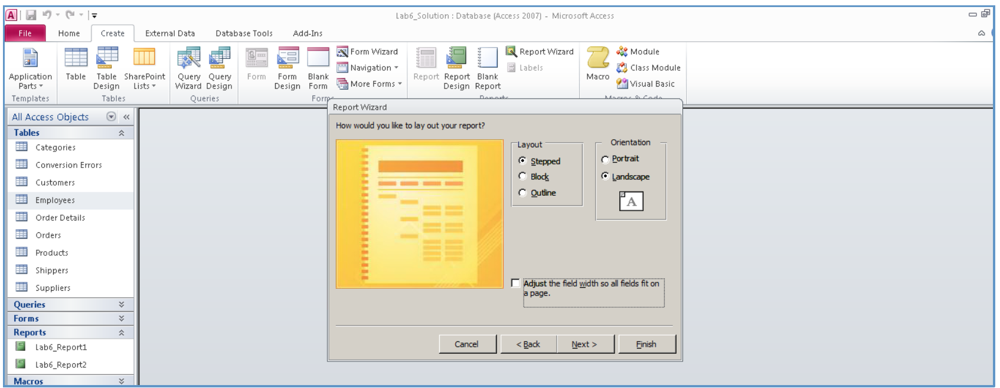 A
Lab6_Solution : Database (Access 2007) - Microsoft Access
File Home Create External Data Database Tools Add-Ins
Application Parts
Table
Table Design
SharePoint Lists
Query Wizard
Query Design
Form
Form Design
Blank Form
Form Wizard
Navigation
More Forms
Report
Report Design
Blank Report
Report Wizard
Labels
Macro
Module
Class Module
Visual Basic
Templates Tables Queries Forms Reports Macros & Code
All Access Objects
Tables
Categories
Conversion Errors
Customers
Employees
Order Details
Orders
Products
Shippers
Suppliers
Queries
Forms
Reports
Lab6_Report1
Lab6_Report2
Macros
Report Wizard
How would you like to lay out your report?
Layout
Stepped
Block
Outline
Orientation
Portrait
Landscape
A
Adjust the field width so all fields fit on
a page.
Cancel < Back Next > Finish